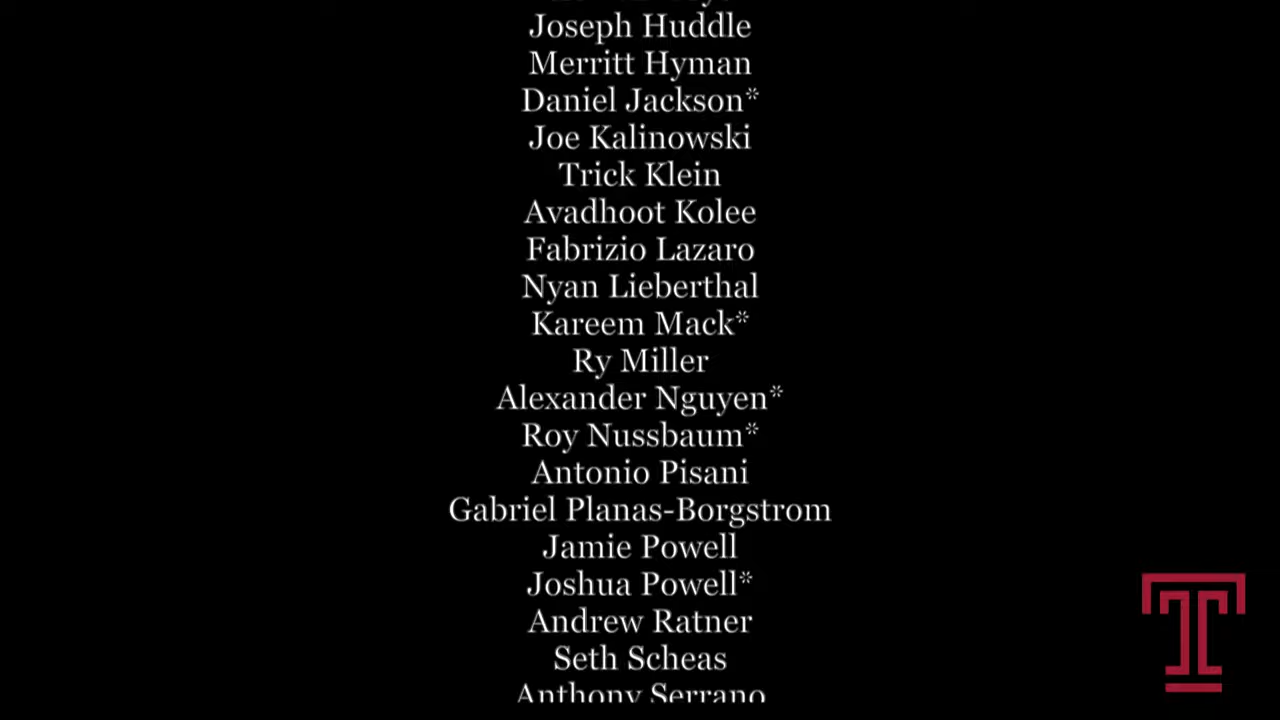 Joseph Huddle
Merritt Hyman
Daniel Jackson*
Joe Kalinowski
Trick Klein
Avadhoot Kolee
Fabrizio Lazaro
Nyan Lieberthal
Kareem Mack*
Ry Miller
Alexander Nguyen*
Roy Nussbaum*
Antonio Pisani
Gabriel Planas-Borgstrom
Jamie Powell
Joshua Powell*
Andrew Ratner
Seth Scheas
Anthony Serrano
T